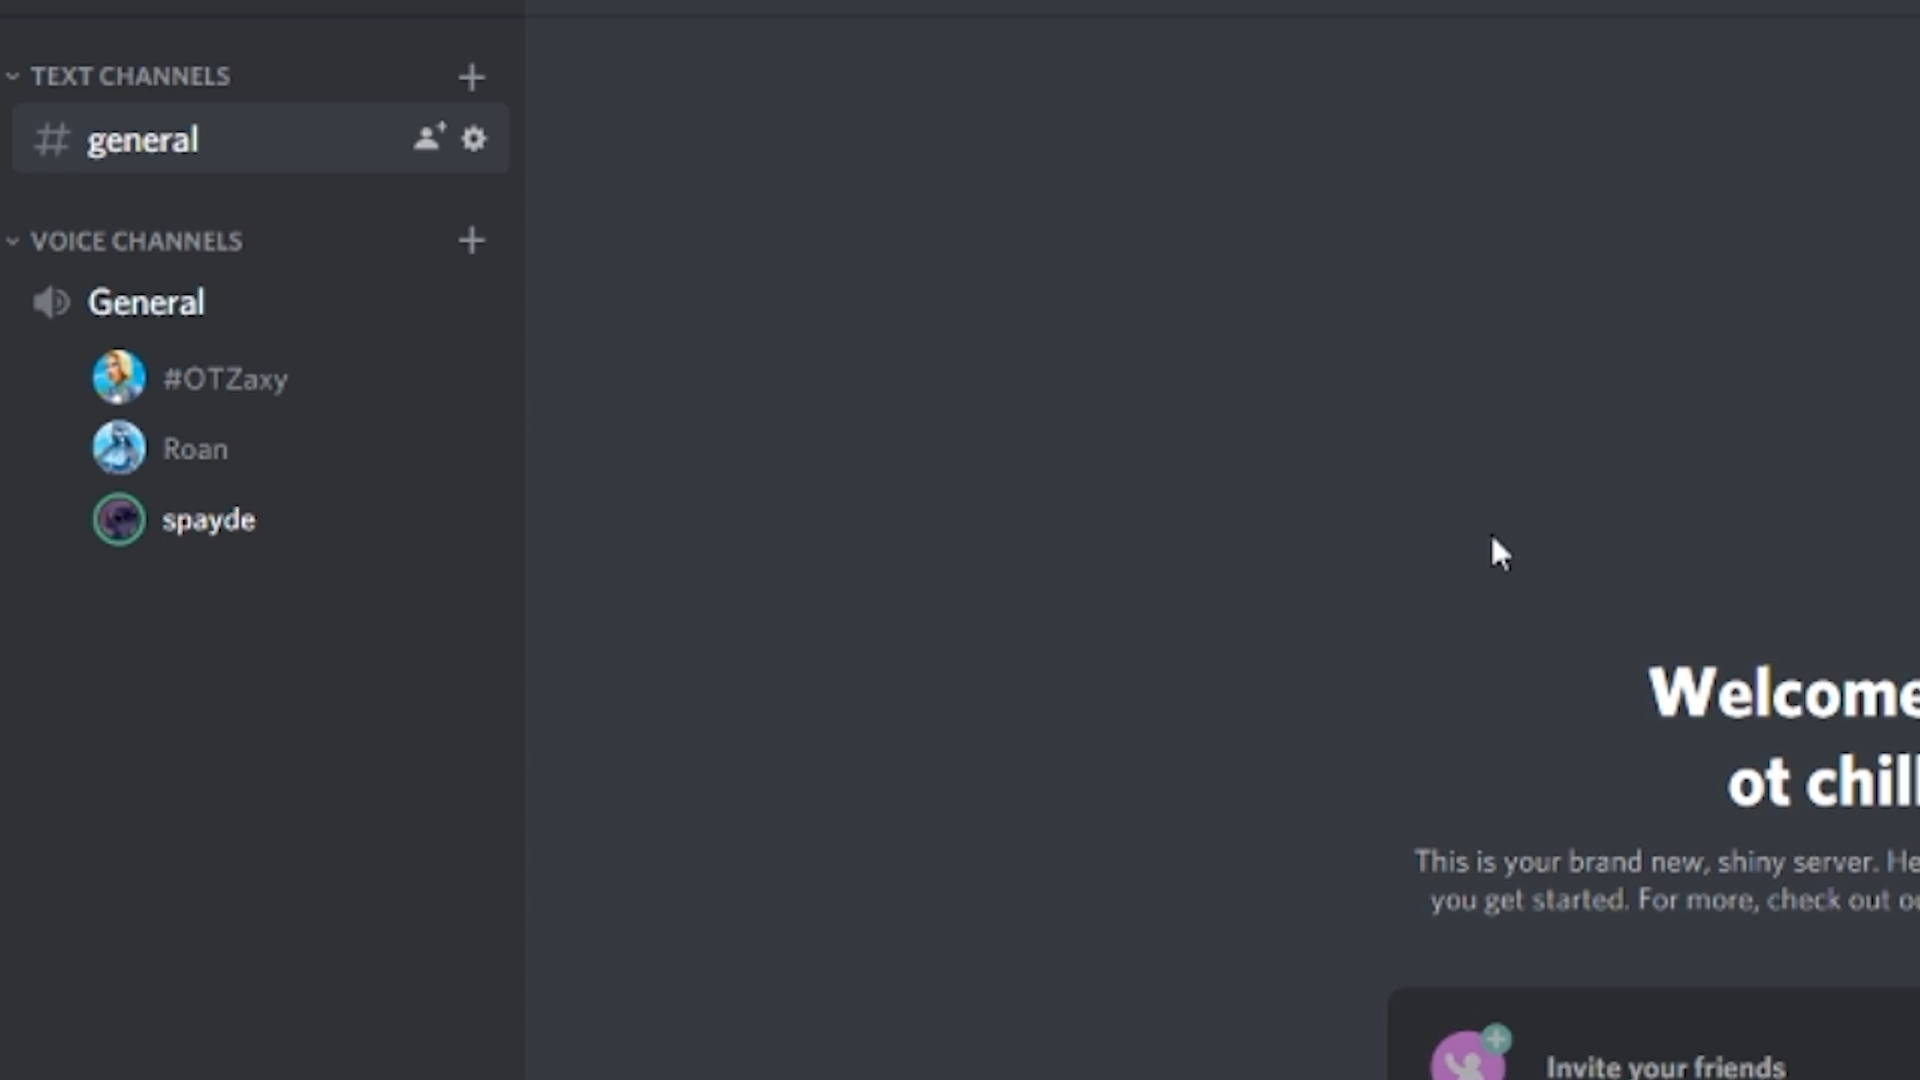 TEXT CHANNELS
# general
VOICE CHANNELS
General
#OTZaxy
Roan
spayde
Welcome
ot chill
This is your brand new, shiny server. He
you get started. For more, check out ou
Invite your friends